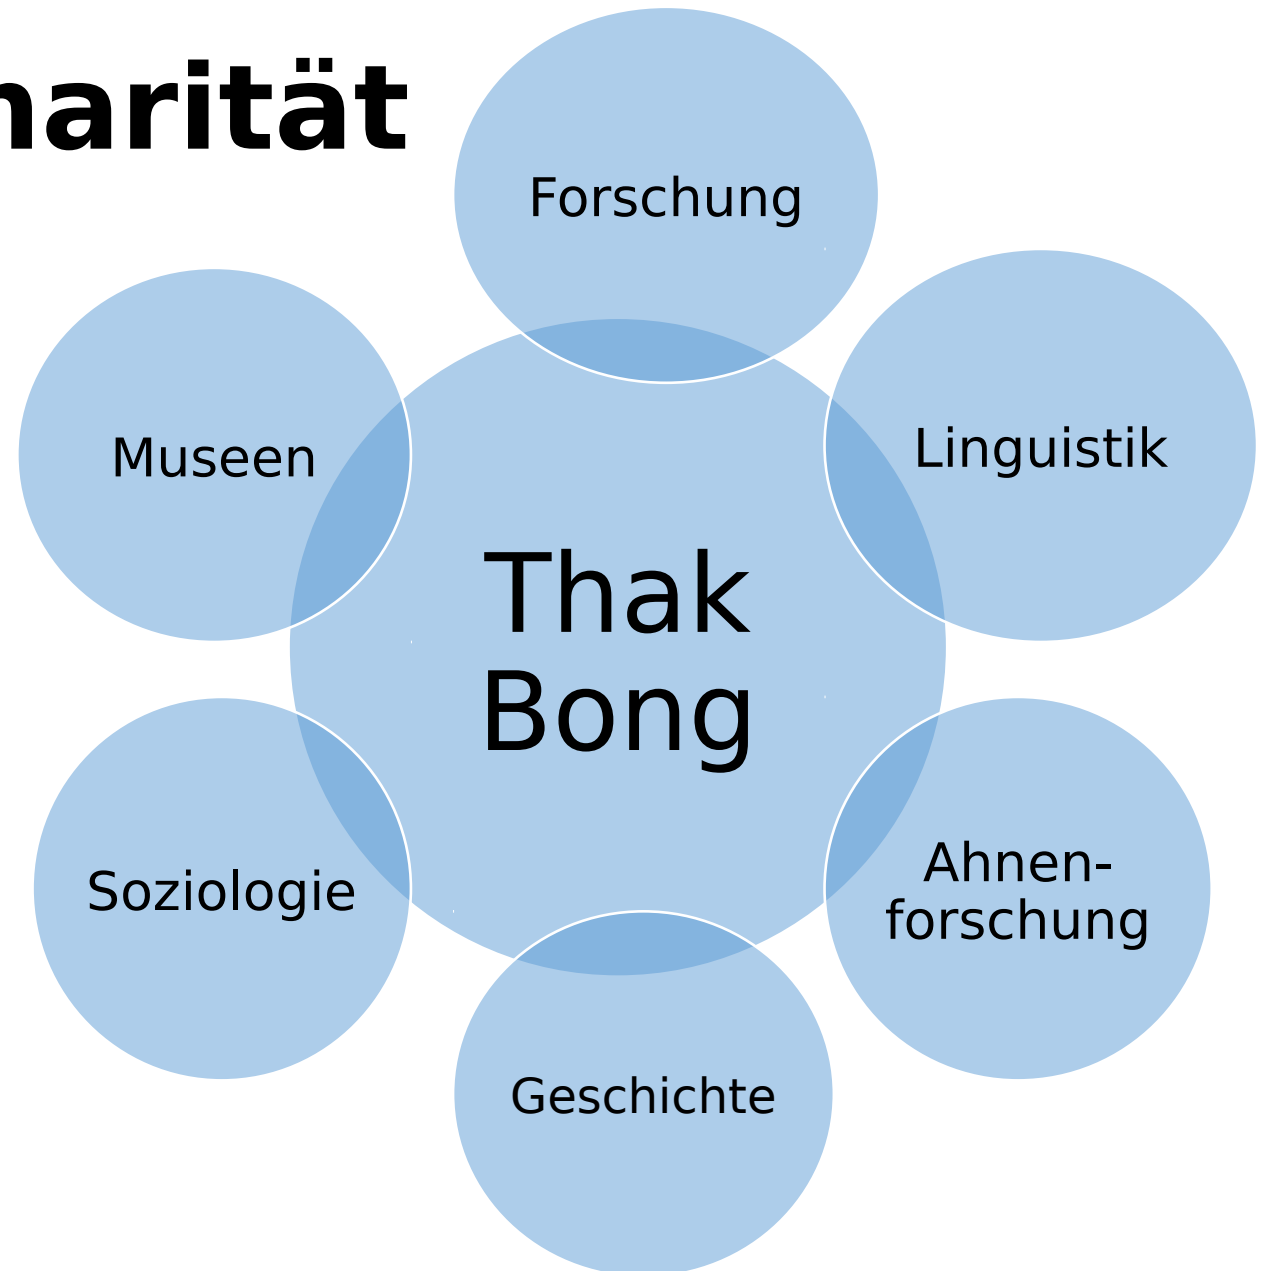 narität
Forschung
Museen
Linguistik
Thak
Bong
Soziologie
Ahnen-
forschung
Geschichte